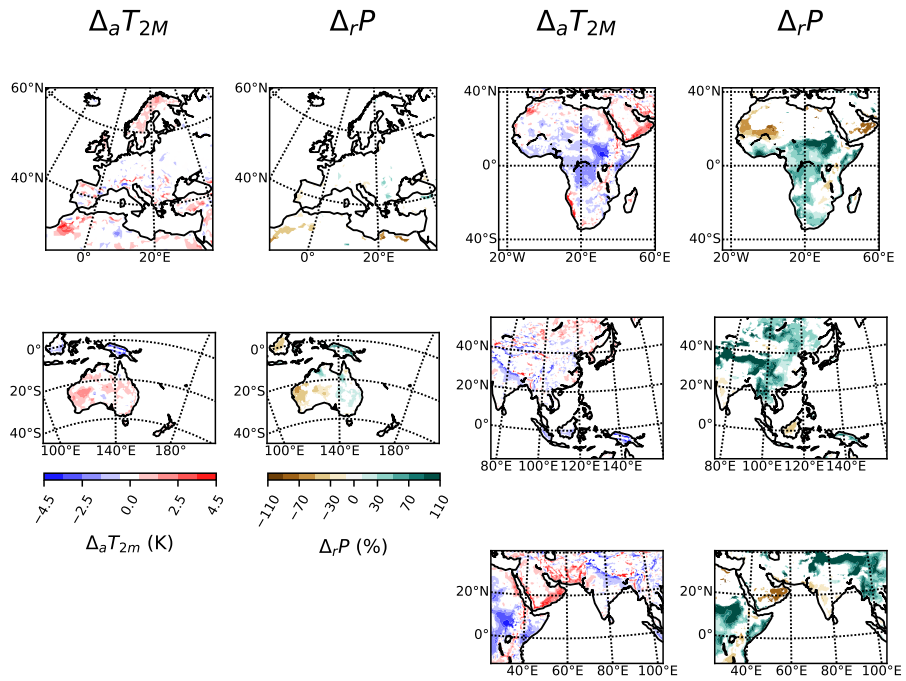 ΔaT2M ΔrP ΔaT2M ΔrP
60°N 60°N 40°N 40°N
40°N 40°N 0° 0°
40°S 40°S
0° 20°E 0° 20°E 20°W 20°E 60°E 20°W 20°E 60°E
0° 0° 40°N 40°N
20°S 20°S 20°N 20°N
40°S 40°S 0° 0°
100°E 140°E 180° 100°E 140°E 180° 80°E 100°E 120°E 140°E 80°E 100°E 120°E 140°E
−4.5 −2.5 0.0 2.5 4.5 −110 −70 −30 0 30 70 110
ΔaT2m (K) ΔrP (%)
20°N 20°N
0° 0°
40°E 60°E 80°E 100°E 40°E 60°E 80°E 100°E